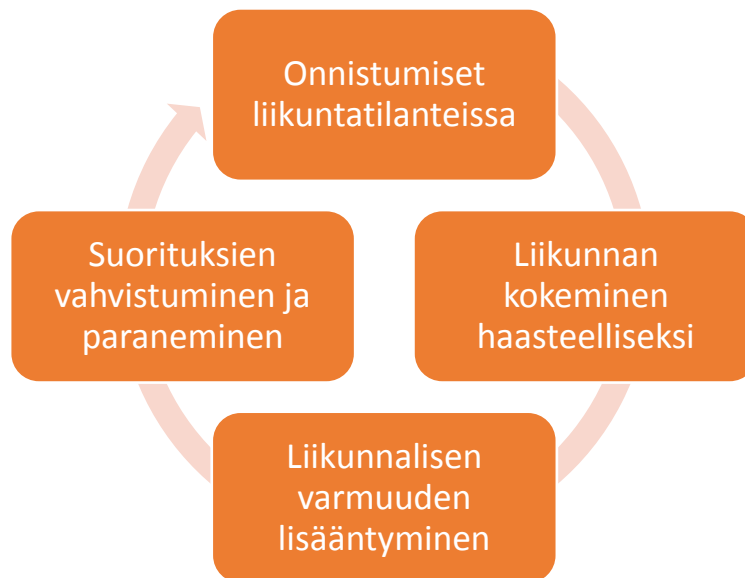 Onnistumiset
liikuntatilanteissa
Liikunnan
kokeminen
haasteelliseksi
Liikunnalisen
varmuuden
lisääntyminen
Suorituksien
vahvistuminen ja
paraneminen